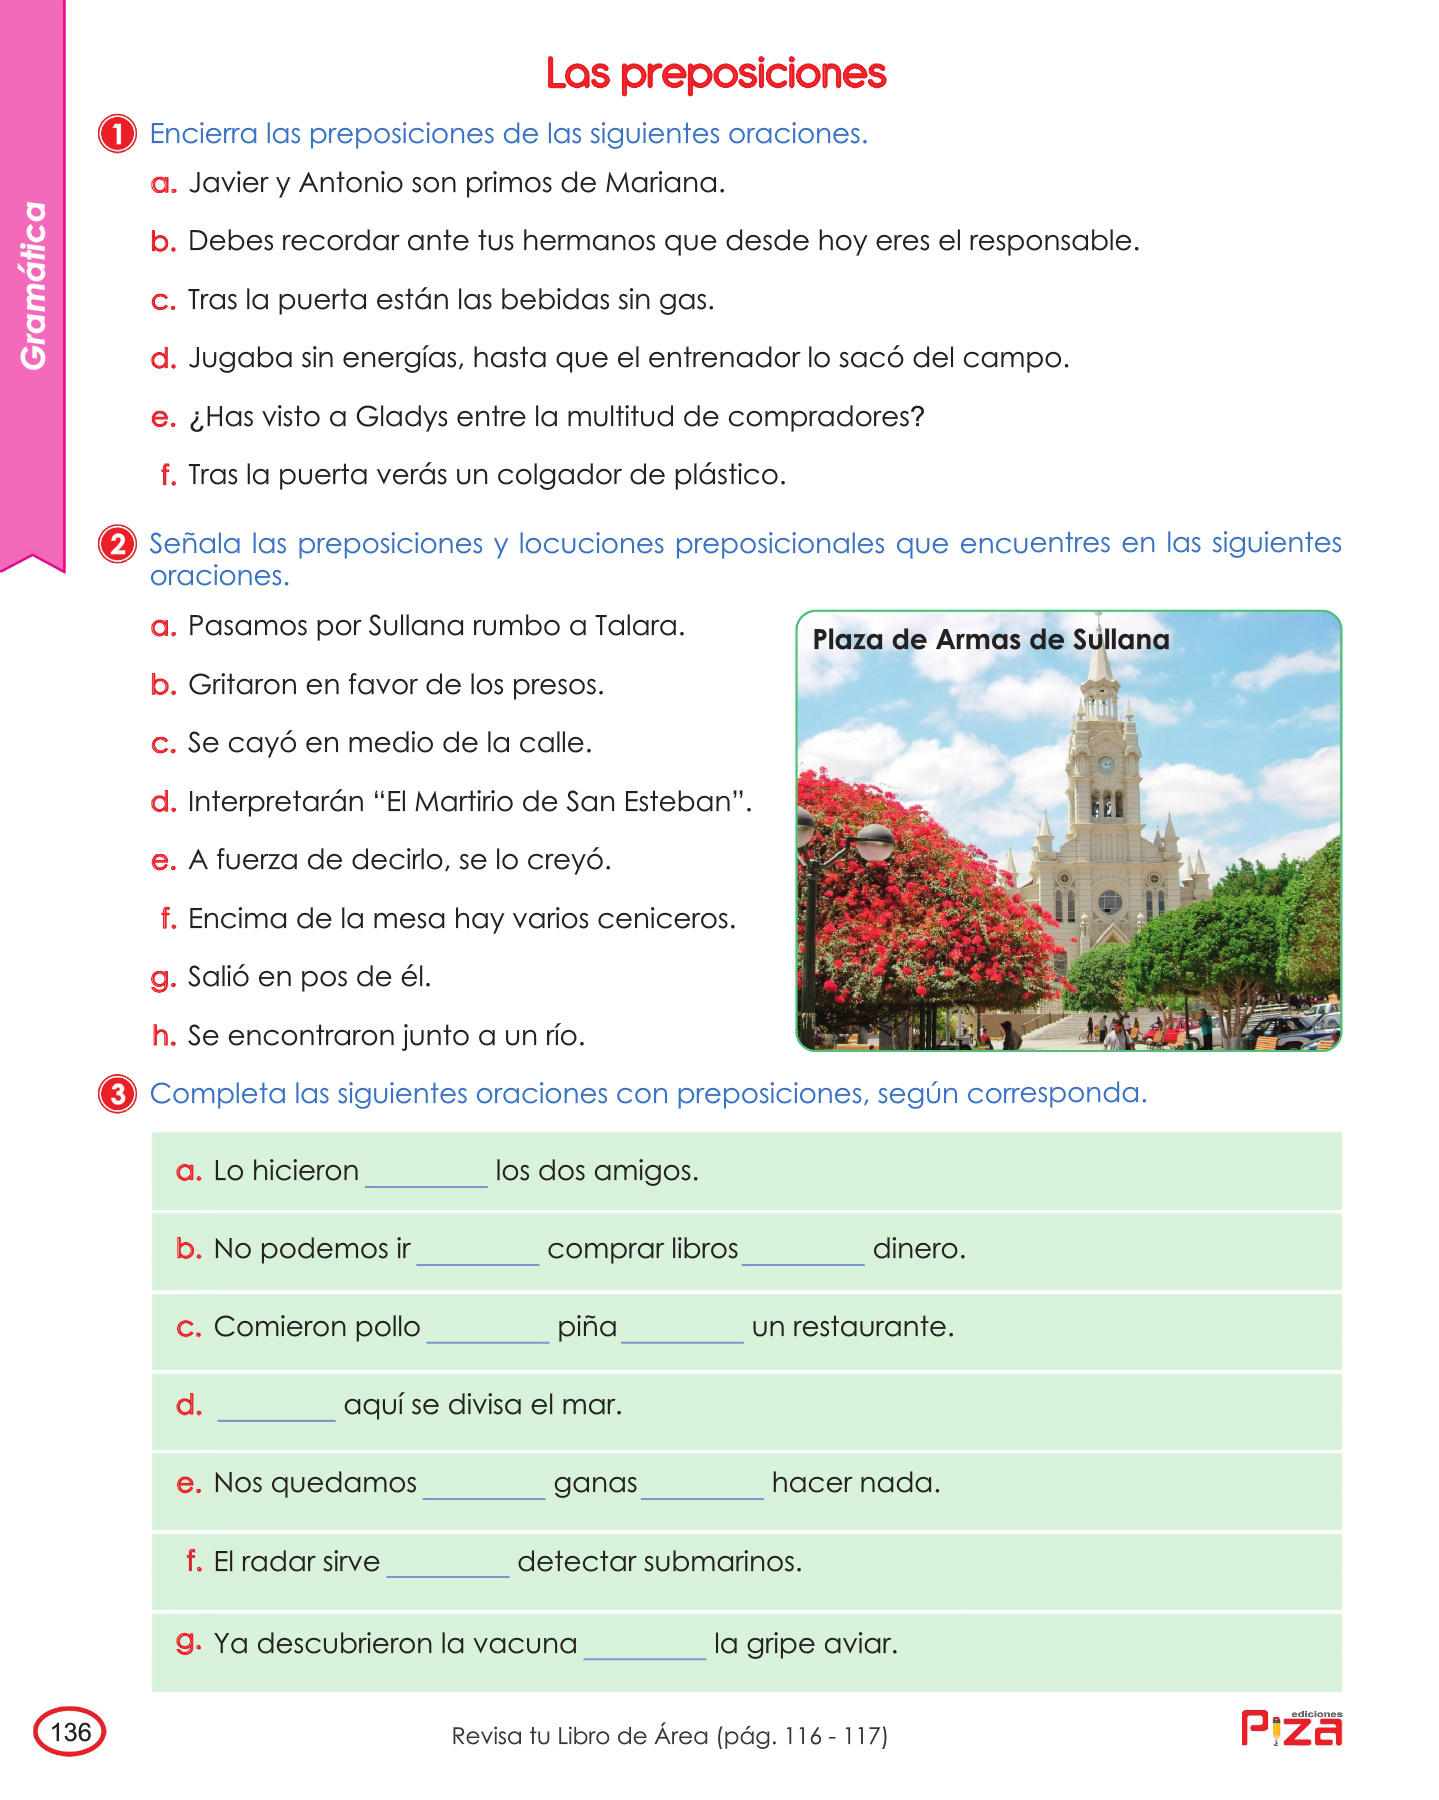 Gramática
Las preposiciones
1 Encierra las preposiciones de las siguientes oraciones.
a. Javier y Antonio son primos de Mariana.
b. Debes recordar ante tus hermanos que desde hoy eres el responsable.
c. Tras la puerta están las bebidas sin gas.
d. Jugaba sin energías, hasta que el entrenador lo sacó del campo.
e. ¿Has visto a Gladys entre la multitud de compradores?
f. Tras la puerta verás un colgador de plástico.
2 Señala las preposiciones y locuciones preposicionales que encuentres en las siguientes
oraciones.
a. Pasamos por Sullana rumbo a Talara.
b. Gritaron en favor de los presos.
c. Se cayó en medio de la calle.
d. Interpretarán “El Martirio de San Esteban”.
e. A fuerza de decirlo, se lo creyó.
f. Encima de la mesa hay varios ceniceros.
g. Salió en pos de él.
h. Se encontraron junto a un río.
Plaza de Armas de Sullana
3 Completa las siguientes oraciones con preposiciones, según corresponda.
a. Lo hicieron ________ los dos amigos.
b. No podemos ir ________ comprar libros ________ dinero.
c. Comieron pollo ________ piña ________ un restaurante.
d. ________ aquí se divisa el mar.
e. Nos quedamos ________ ganas ________ hacer nada.
f. El radar sirve ________ detectar submarinos.
g. Ya descubrieron la vacuna ________ la gripe aviar.
136
Revisa tu Libro de Área (pág. 116 - 117)
ediciones
Piza